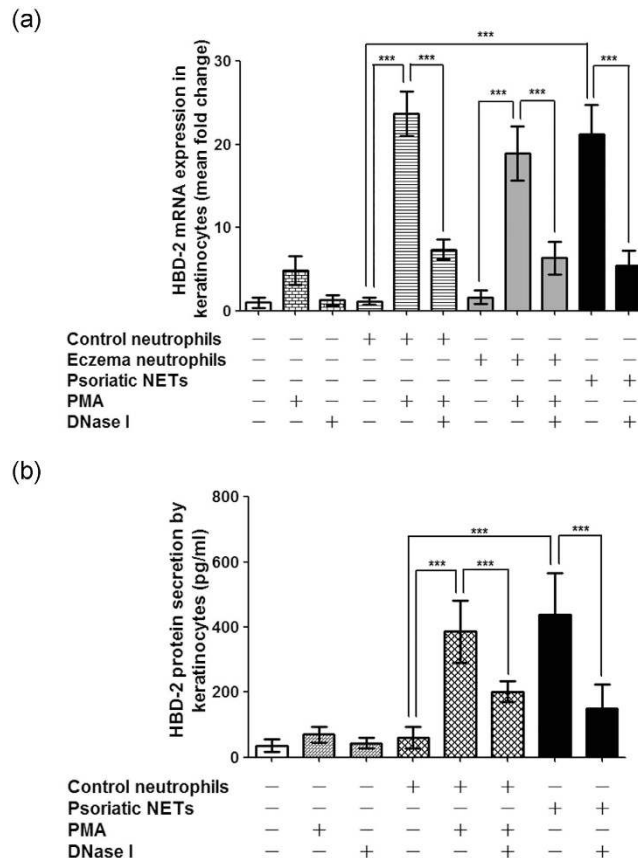 (a)
HBD-2 mRNA expression in
keratinocytes (mean fold change)
30
20
10
0
***
*** ***
*** ***
***
Control neutrophils − − − + + + − − − − −
Eczema neutrophils − − − − − − + + + − −
Psoriatic NETs − − − − − − − − − + +
PMA − + − − + + − + + − −
DNase I − − + − − + − − + − +
(b)
HBD-2 protein secretion by
keratinocytes (pg/ml)
800
600
400
200
0
***
*** ***
***
Control neutrophils − − − + + + − −
Psoriatic NETs − − − − − − + +
PMA − + − − + + − −
DNase I − − + − − + − +